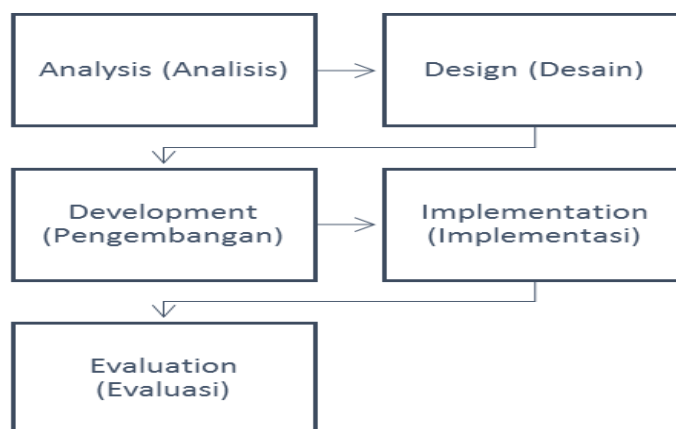 Analysis (Analisis)
Design (Desain)
Development
(Pengembangan)
Implementation
(Implementasi)
Evaluation
(Evaluasi)